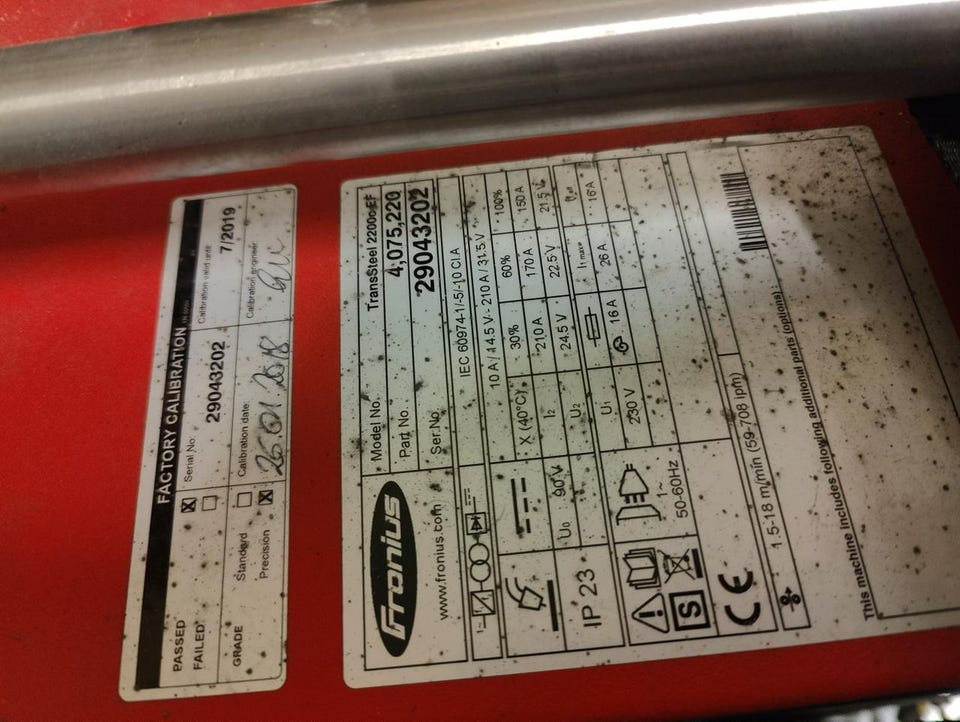 FACTORY CALIBRATION
PASSED ☒ Serial No.: Calibration valid until:
FAILED ☐ 29043202 7/2019
GRADE Standard ☐ Calibration date: Calibration engineer:
Precision ☒ 26.01.2018
Fronius
www.fronius.com
Model No. TransSteel 2200c EF
Part No. 4,075,220
Ser.No. 29043202
IEC 60974-1/-5/-10 Cl.A
10 A / 14.5 V - 210 A / 31.5 V
X (40°C) 30% 60% 100%
I2 210 A 170 A 150 A
U0 90 V U2 24.5 V 22.5 V 21.5 V
IP 23
U1 I1 max
230 V 16 A 26 A 16 A
1~
50-60Hz
S
CE
1.5-18 m/min (59-708 ipm)
This machine includes following additional parts (options):